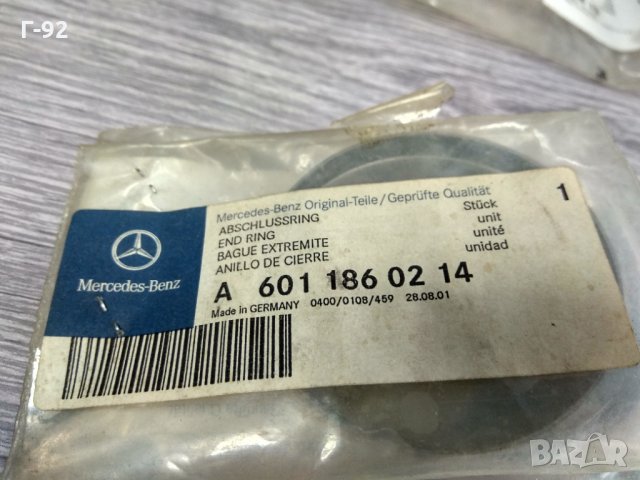 Г-92
Mercedes-Benz Original-Teile/Geprüfte Qualität
ABSCHLUSSRING Stück 1
END RING unit
BAGUE EXTREMITE unité
ANILLO DE CIERRE unidad
Mercedes-Benz
A 601 186 02 14
Made in GERMANY 0400/0108/459 28.08.01
BAZAR